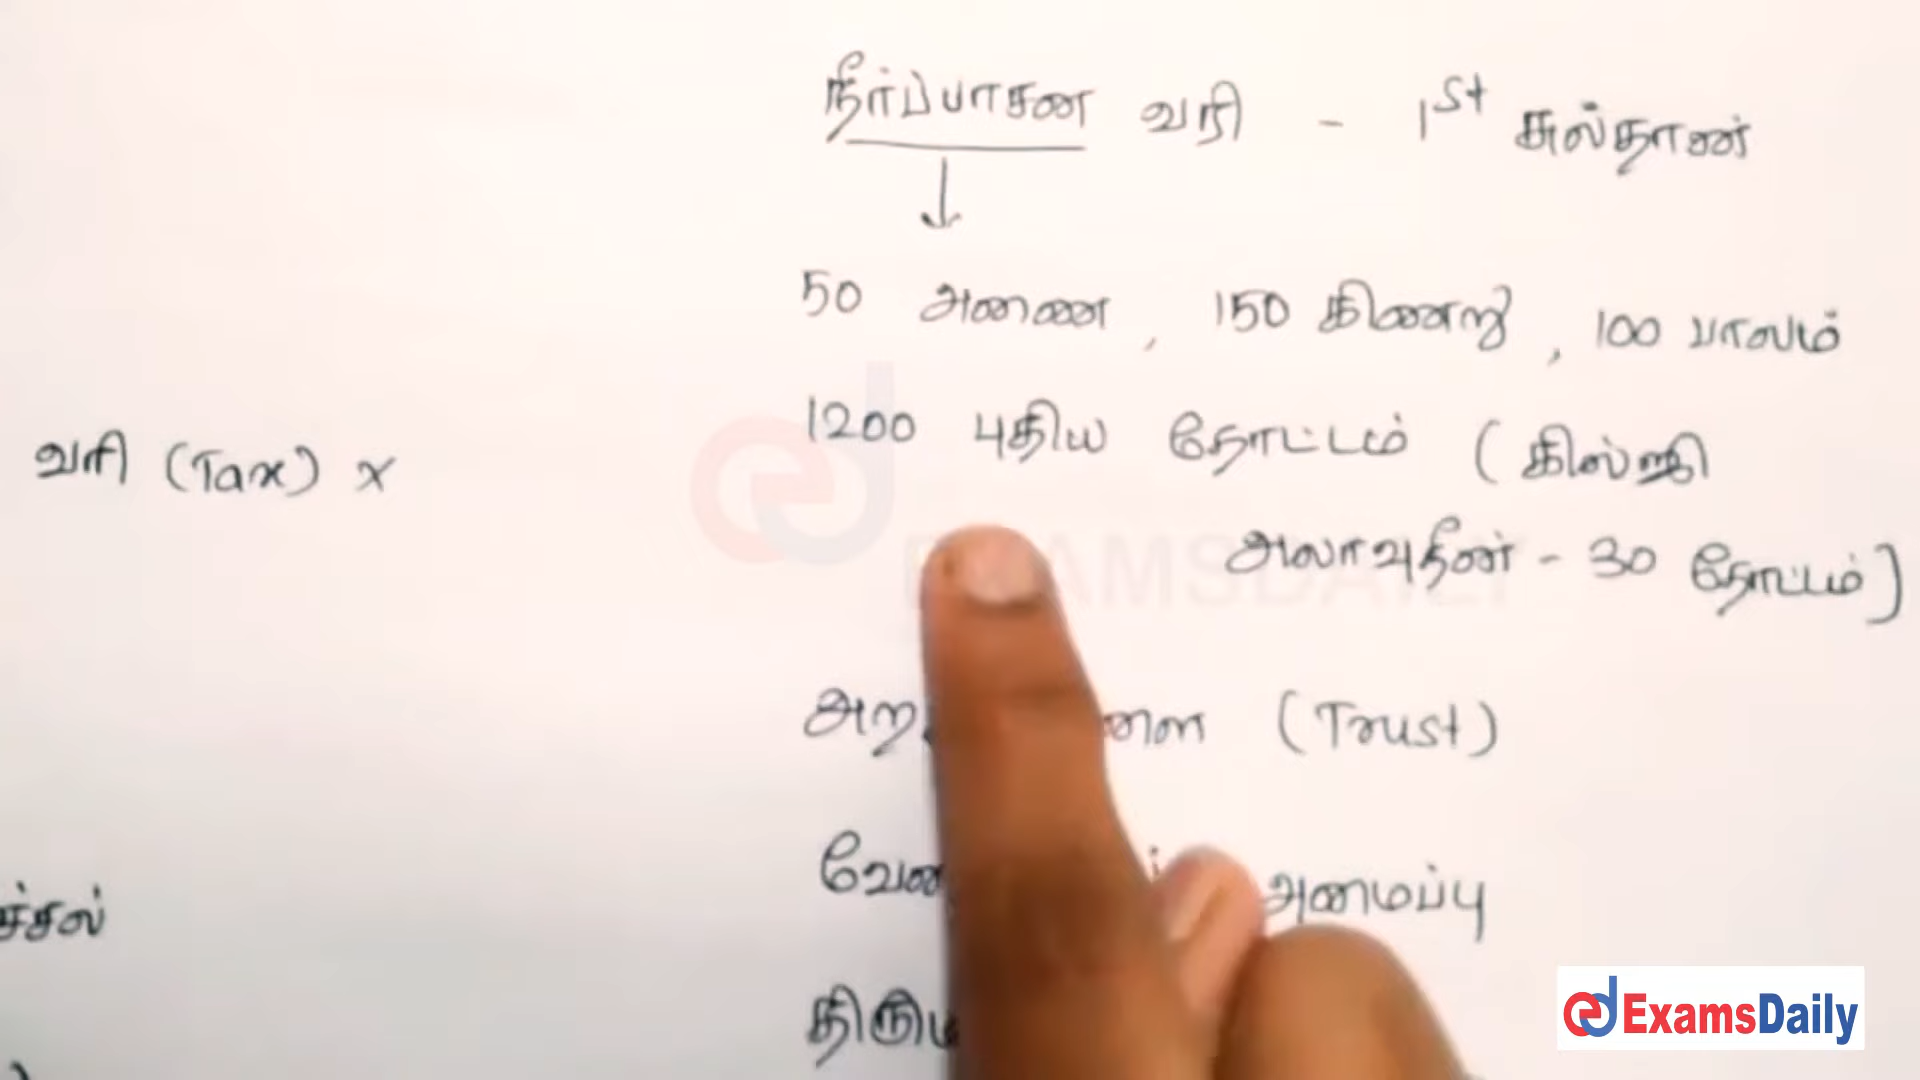 நீர்ப்பாசன வரி - 1st சுல்தான்
50 அணை, 150 கிணறு, 100 பாலம்
1200 புதிய தோட்டம் (கில்ஜி
வரி (Tax) x
அலாவுதீன் - 30 தோட்டம்]
(Trust)
அமைப்பு
ExamsDaily